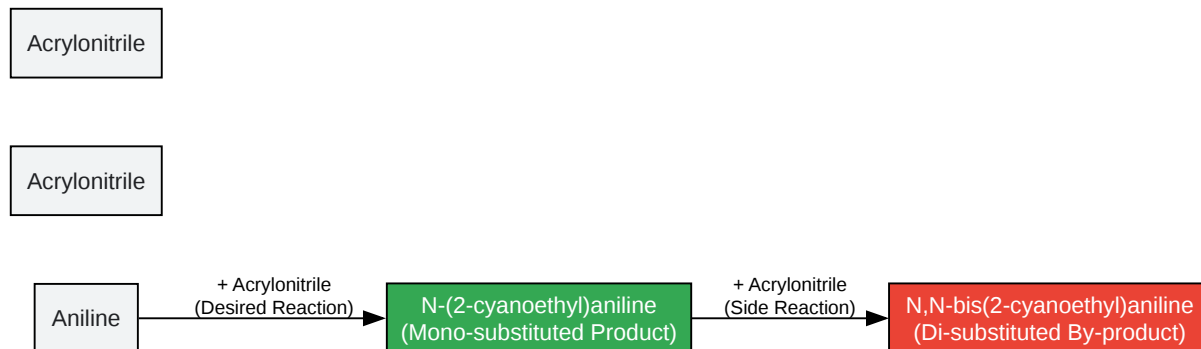 Acrylonitrile
Acrylonitrile
Aniline
+ Acrylonitrile
(Desired Reaction)
N-(2-cyanoethyl)aniline
(Mono-substituted Product)
+ Acrylonitrile
(Side Reaction)
N,N-bis(2-cyanoethyl)aniline
(Di-substituted By-product)